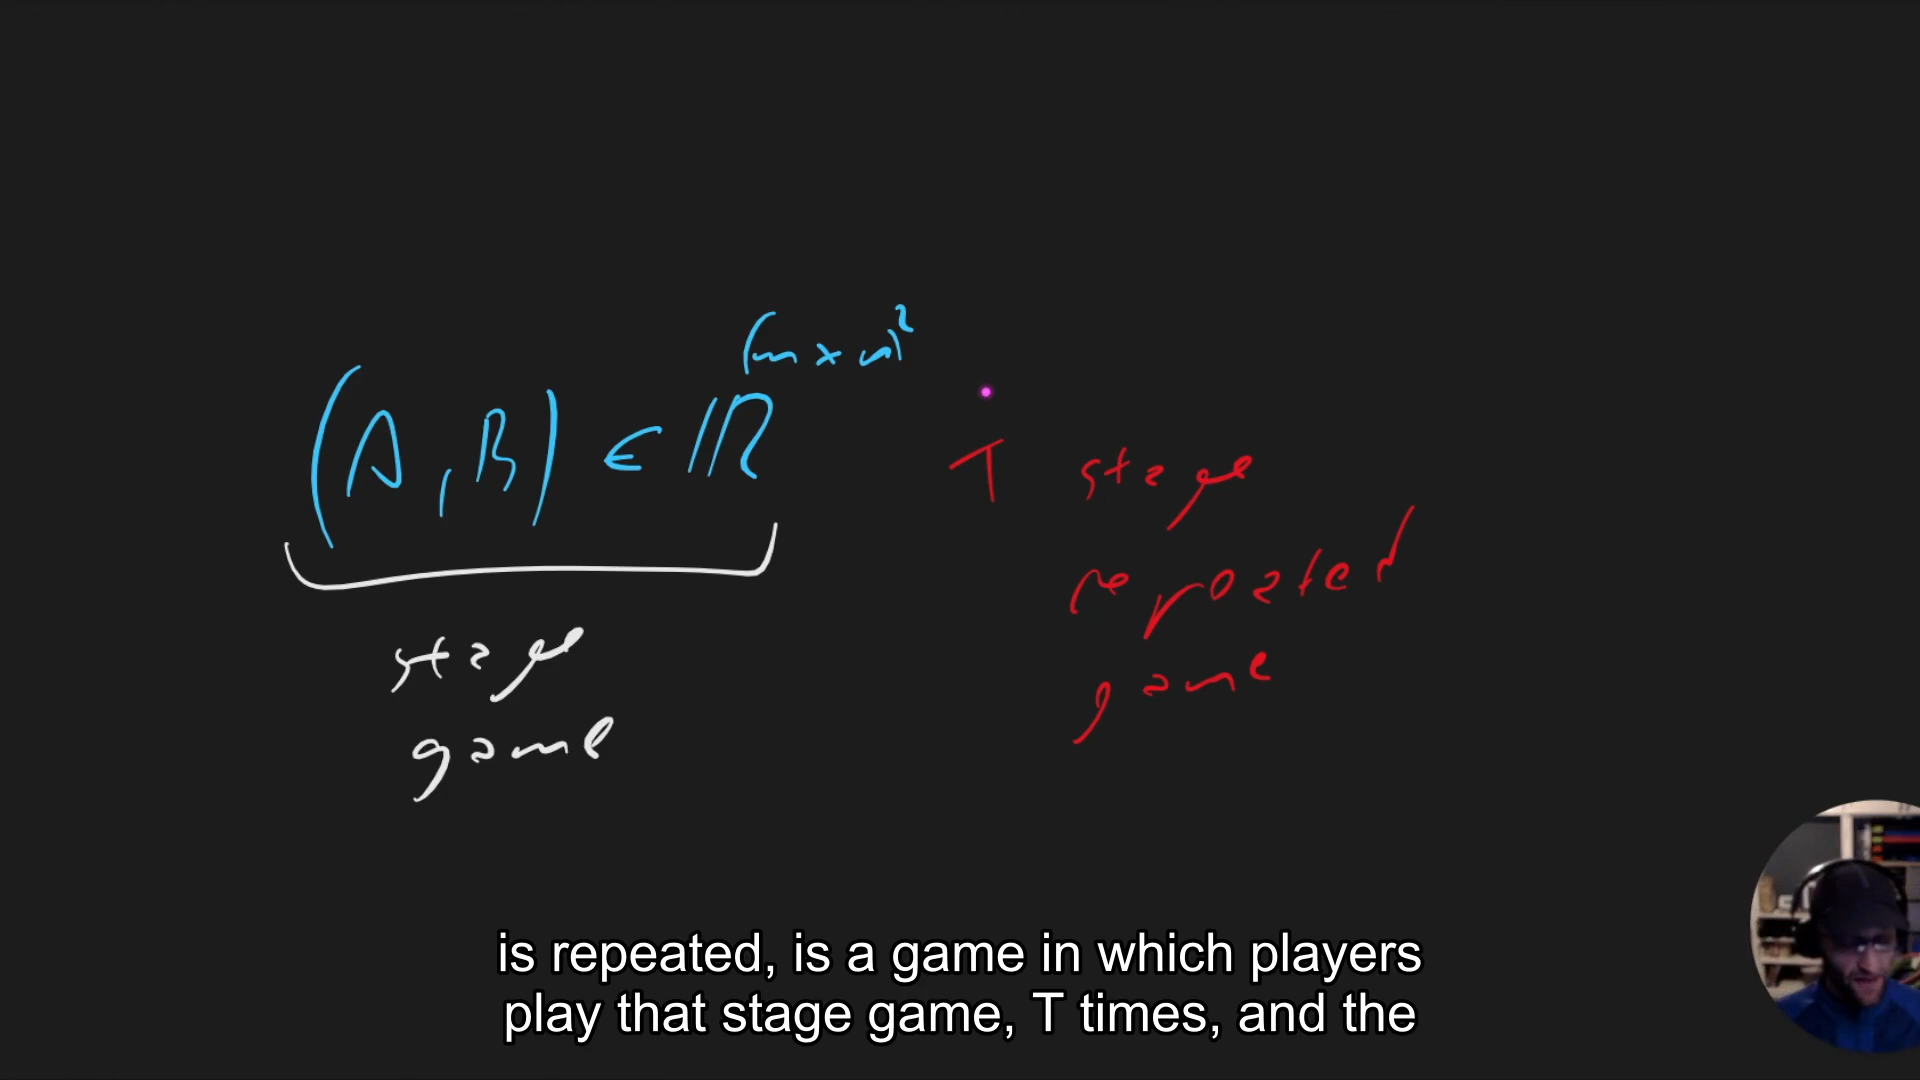 (A, B) ∈ ℝ^(m × n)²
stage
game
T stage
repeated
game
is repeated, is a game in which players
play that stage game, T times, and the